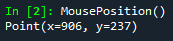 In [2]: MousePosition()
Point(x=906, y=237)